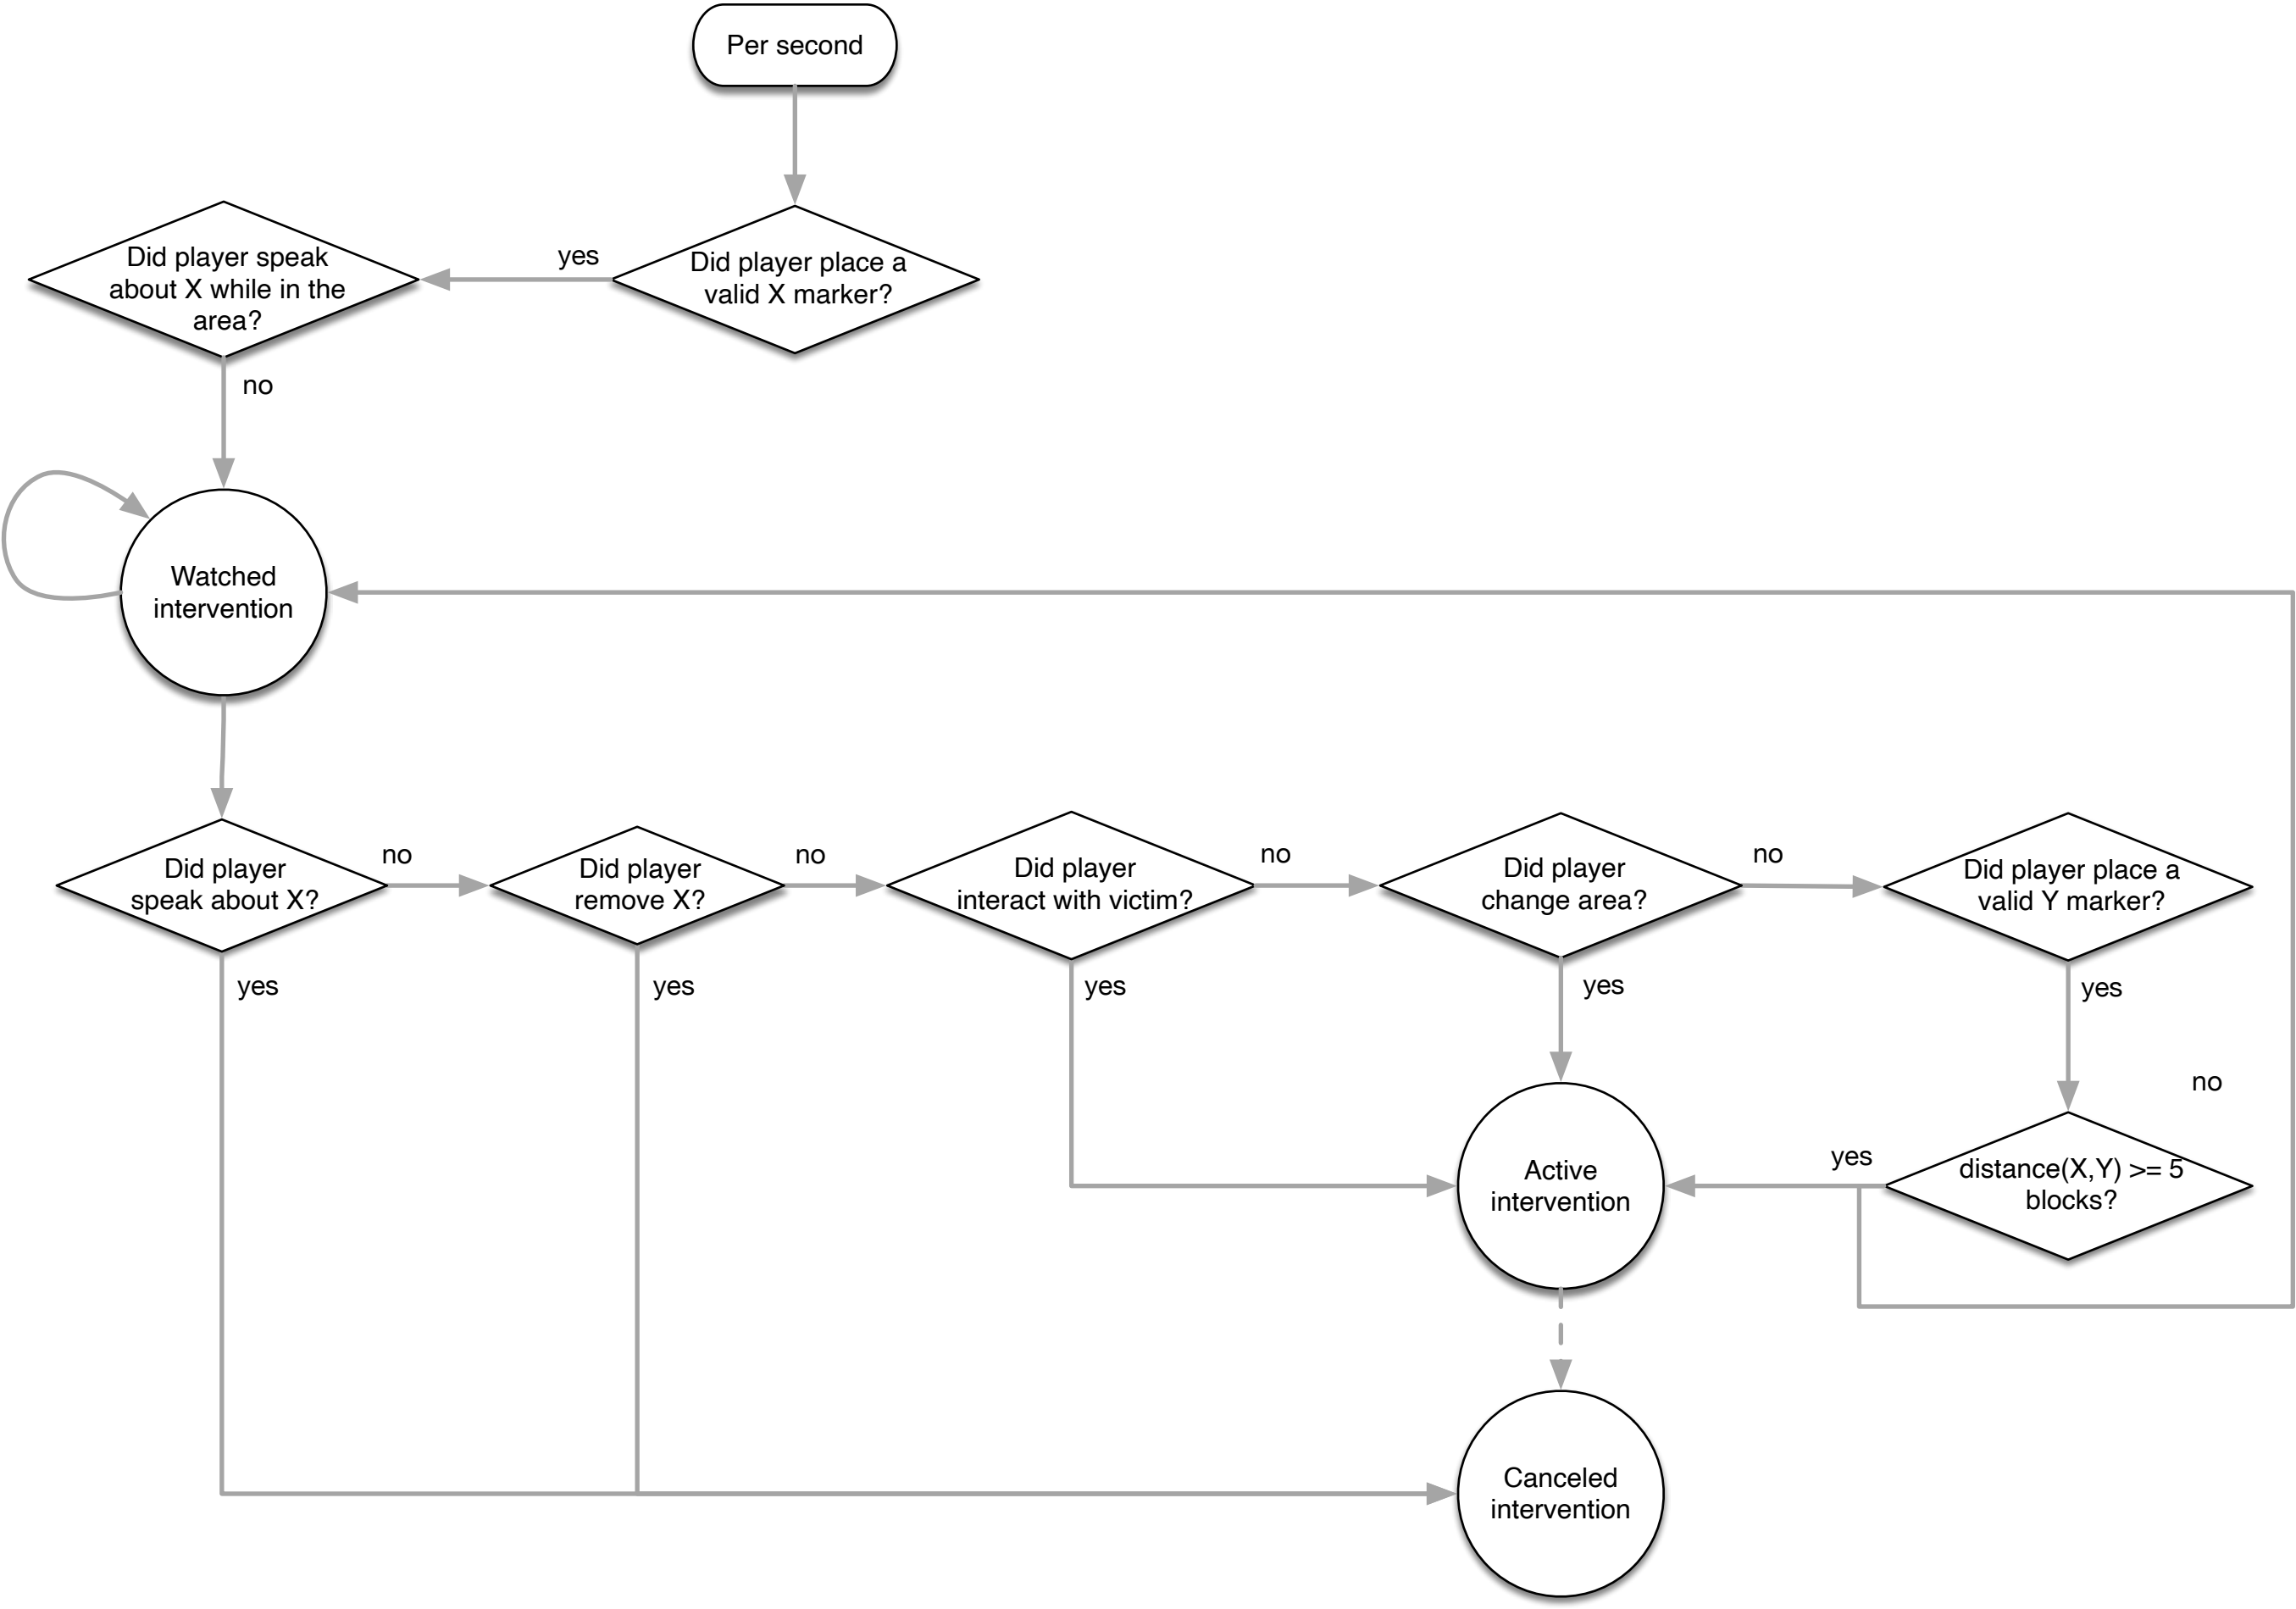 Per second
Did player speak
about X while in the
area?
yes
Did player place a
valid X marker?
no
Watched
intervention
Did player
speak about X?
no
Did player
remove X?
no
Did player
interact with victim?
no
Did player
change area?
no
Did player place a
valid Y marker?
yes
yes
yes
yes
yes
no
Active
intervention
yes
distance(X,Y) >= 5
blocks?
Canceled
intervention